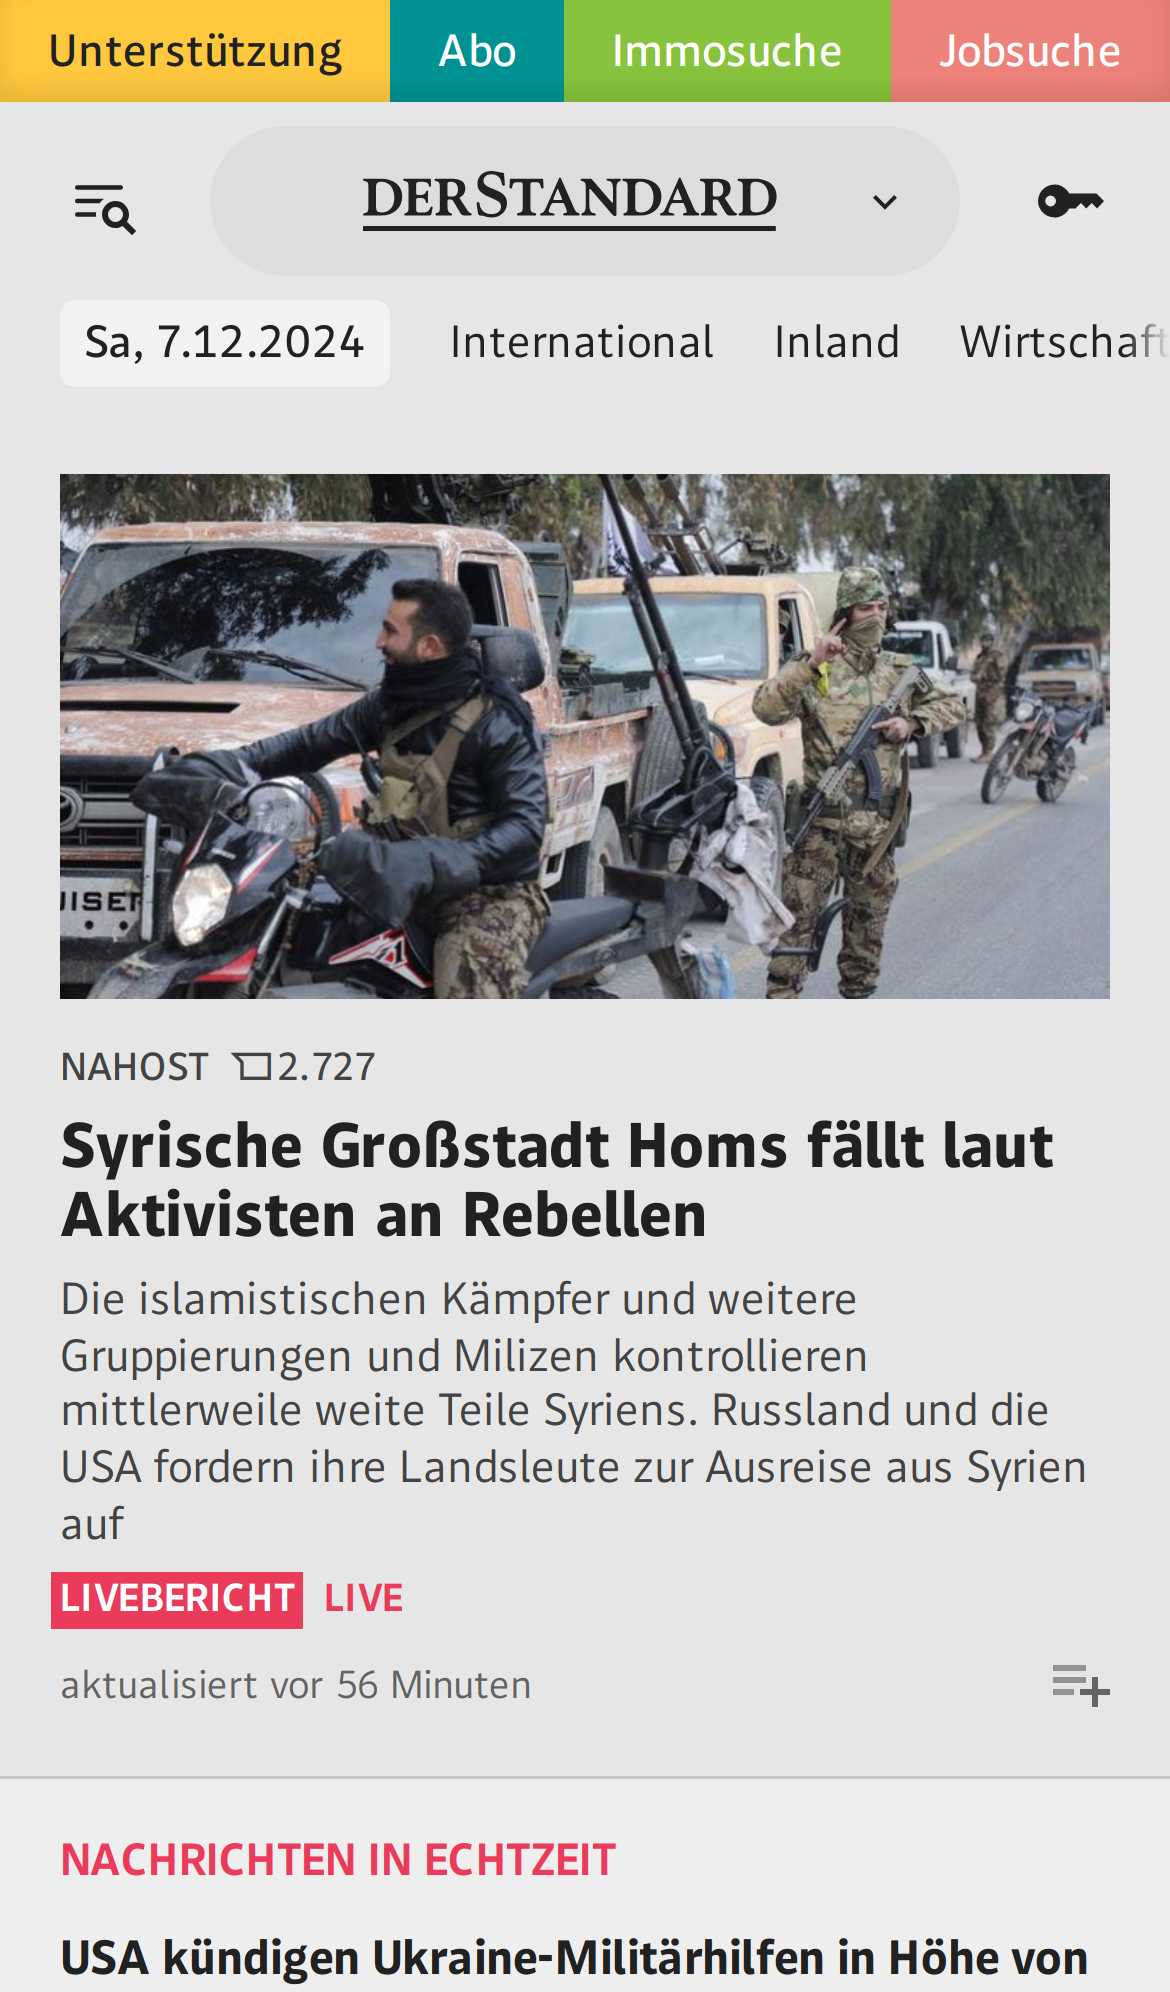 Unterstützung Abo Immosuche Jobsuche
DERSTANDARD
Sa, 7.12.2024 International Inland Wirtschaft
NAHOST 2.727
Syrische Großstadt Homs fällt laut
Aktivisten an Rebellen
Die islamistischen Kämpfer und weitere
Gruppierungen und Milizen kontrollieren
mittlerweile weite Teile Syriens. Russland und die
USA fordern ihre Landsleute zur Ausreise aus Syrien
auf
LIVEBERICHT LIVE
aktualisiert vor 56 Minuten
NACHRICHTEN IN ECHTZEIT
USA kündigen Ukraine-Militärhilfen in Höhe von